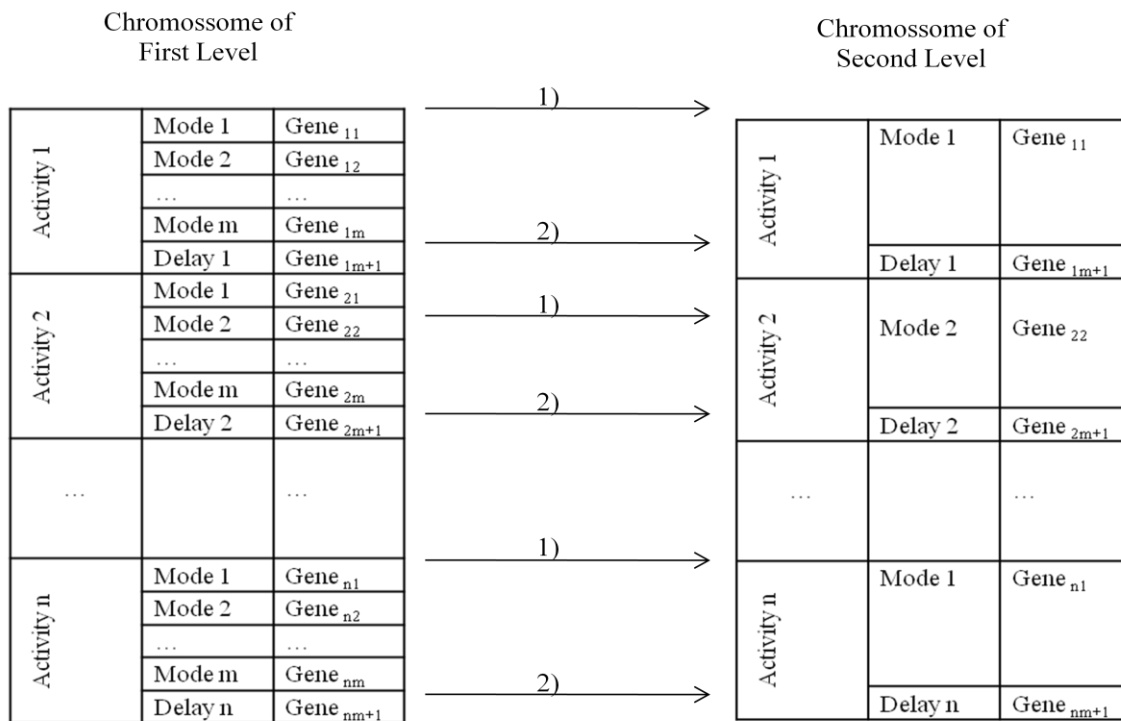 Chromossome of
First Level
Chromossome of
Second Level
1)
2)
1)
2)
1)
2)
Activity 1
Mode 1 Gene 11
Mode 2 Gene 12
... ...
Mode m Gene 1m
Delay 1 Gene 1m+1
Activity 2
Mode 1 Gene 21
Mode 2 Gene 22
... ...
Mode m Gene 2m
Delay 2 Gene 2m+1
... ...
Activity n
Mode 1 Gene n1
Mode 2 Gene n2
... ...
Mode m Gene nm
Delay n Gene nm+1
Activity 1
Mode 1 Gene 11
Delay 1 Gene 1m+1
Activity 2
Mode 2 Gene 22
Delay 2 Gene 2m+1
... ...
Activity n
Mode 1 Gene n1
Delay n Gene nm+1